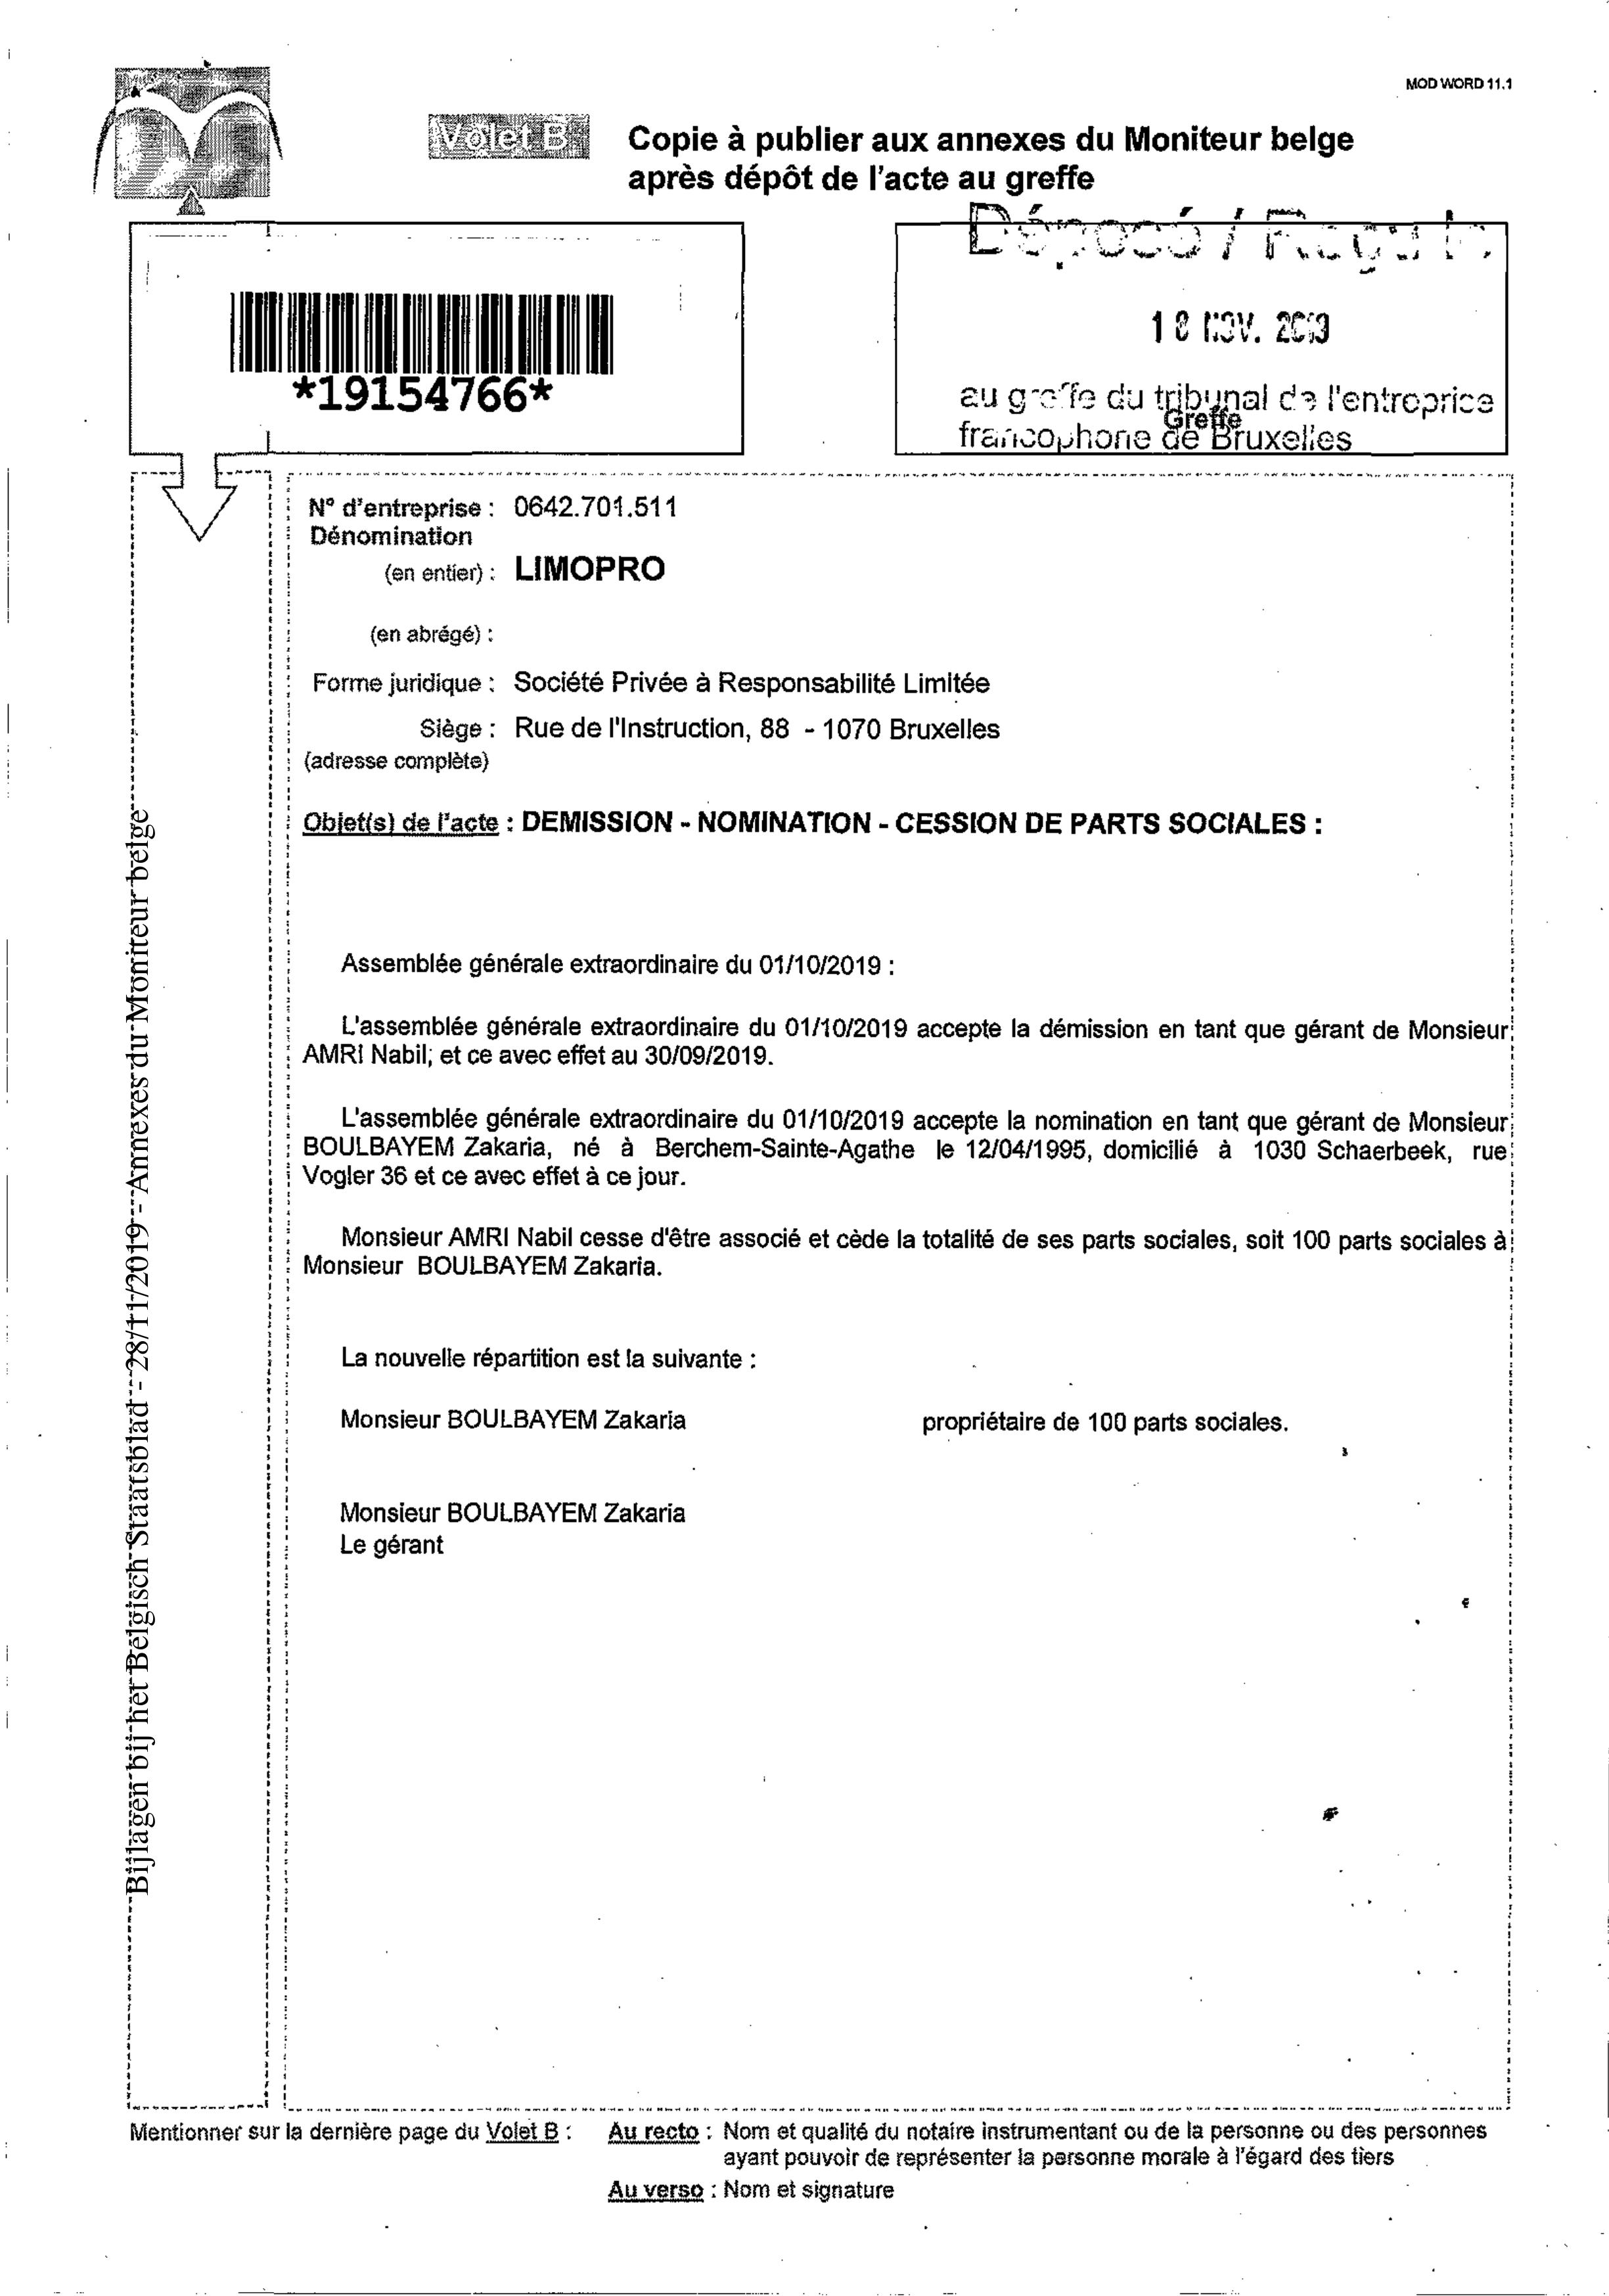 MOD WORD 11.1
Volet B
Copie à publier aux annexes du Moniteur belge
après dépôt de l'acte au greffe
Déposé / Reçu le
NOV. 2019
*19154766*
au greffe du tribunal de l'entreprise
Greffe
francophone de Bruxelles
N° d'entreprise : 0642.701.511
Dénomination
(en entier) : LIMOPRO
(en abrégé) :
Forme juridique : Société Privée à Responsabilité Limitée
Siège : Rue de l'Instruction, 88 - 1070 Bruxelles
(adresse complète)
Objet(s) de l'acte : DEMISSION - NOMINATION - CESSION DE PARTS SOCIALES :
Assemblée générale extraordinaire du 01/10/2019 :
L'assemblée générale extraordinaire du 01/10/2019 accepte la démission en tant que gérant de Monsieur
AMRI Nabil; et ce avec effet au 30/09/2019.
L'assemblée générale extraordinaire du 01/10/2019 accepte la nomination en tant que gérant de Monsieur
BOULBAYEM Zakaria, né à Berchem-Sainte-Agathe le 12/04/1995, domicilié à 1030 Schaerbeek, rue
Vogler 36 et ce avec effet à ce jour.
Monsieur AMRI Nabil cesse d'être associé et cède la totalité de ses parts sociales, soit 100 parts sociales à
Monsieur BOULBAYEM Zakaria.
La nouvelle répartition est la suivante :
Monsieur BOULBAYEM Zakaria propriétaire de 100 parts sociales.
Monsieur BOULBAYEM Zakaria
Le gérant
Bijlagen bij het Belgisch Staatsblad - 28/11/2019 - Annexes du Moniteur belge
Mentionner sur la dernière page du Volet B : Au recto : Nom et qualité du notaire instrumentant ou de la personne ou des personnes
ayant pouvoir de représenter la personne morale à l'égard des tiers
Au verso : Nom et signature